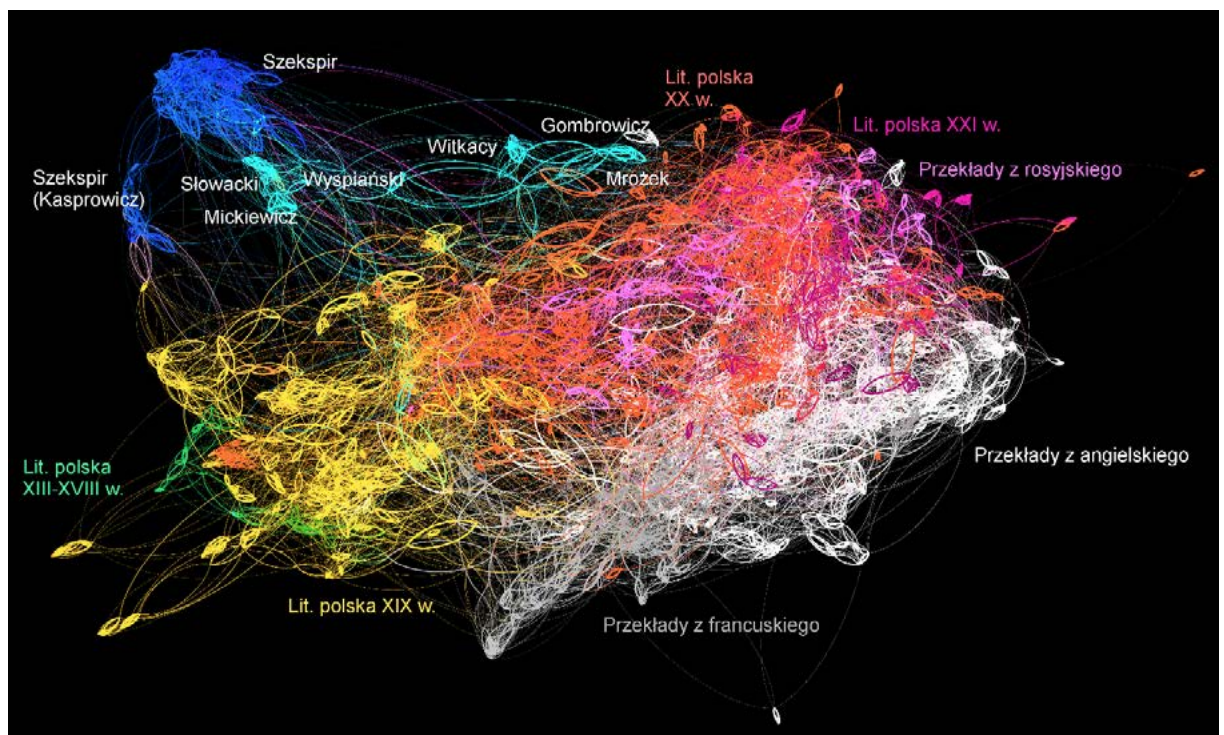 Szekspir
Lit. polska
XX w.
Gombrowicz
Lit. polska XXI w.
Witkacy
Przekłady z rosyjskiego
Szekspir
(Kasprowicz)
Słowacki
Wyspiański
Mrożek
Mickiewicz
Lit. polska
XIII-XVIII w.
Przekłady z angielskiego
Lit. polska XIX w.
Przekłady z francuskiego